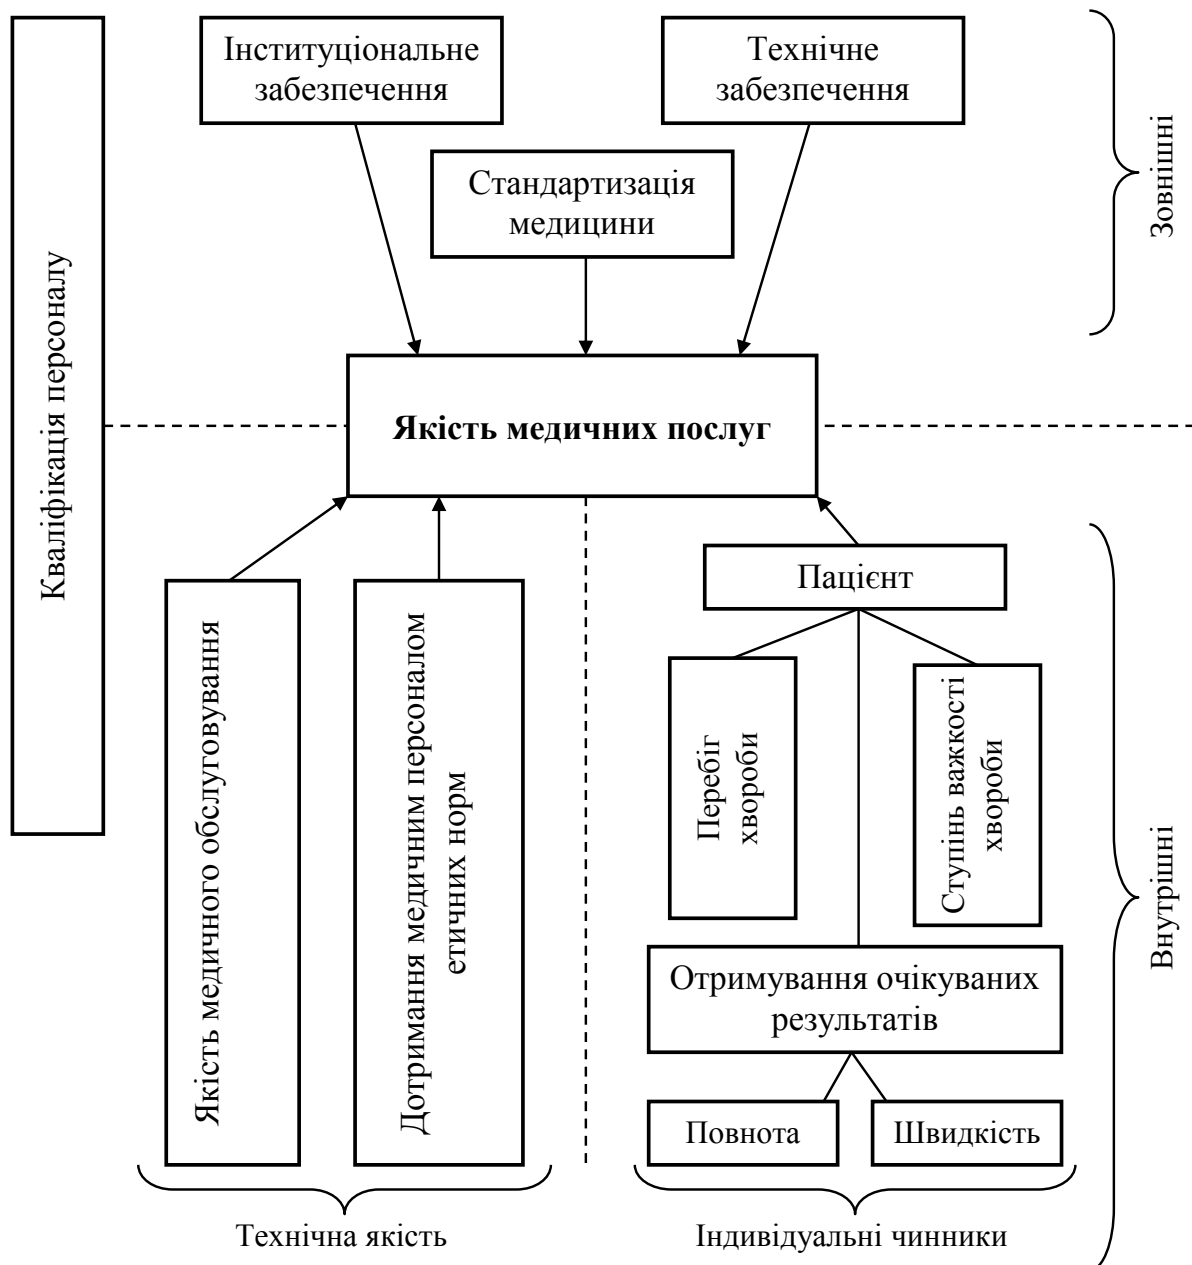 Інституціональне
забезпечення
Технічне
забезпечення
Стандартизація
медицини
Зовнішні
Кваліфікація персоналу
Якість медичних послуг
Якість медичного обслуговування
Дотримання медичним персоналом
етичних норм
Пацієнт
Перебіг
хвороби
Ступінь важкості
хвороби
Отримування очікуваних
результатів
Повнота
Швидкість
Внутрішні
Технічна якість
Індивідуальні чинники